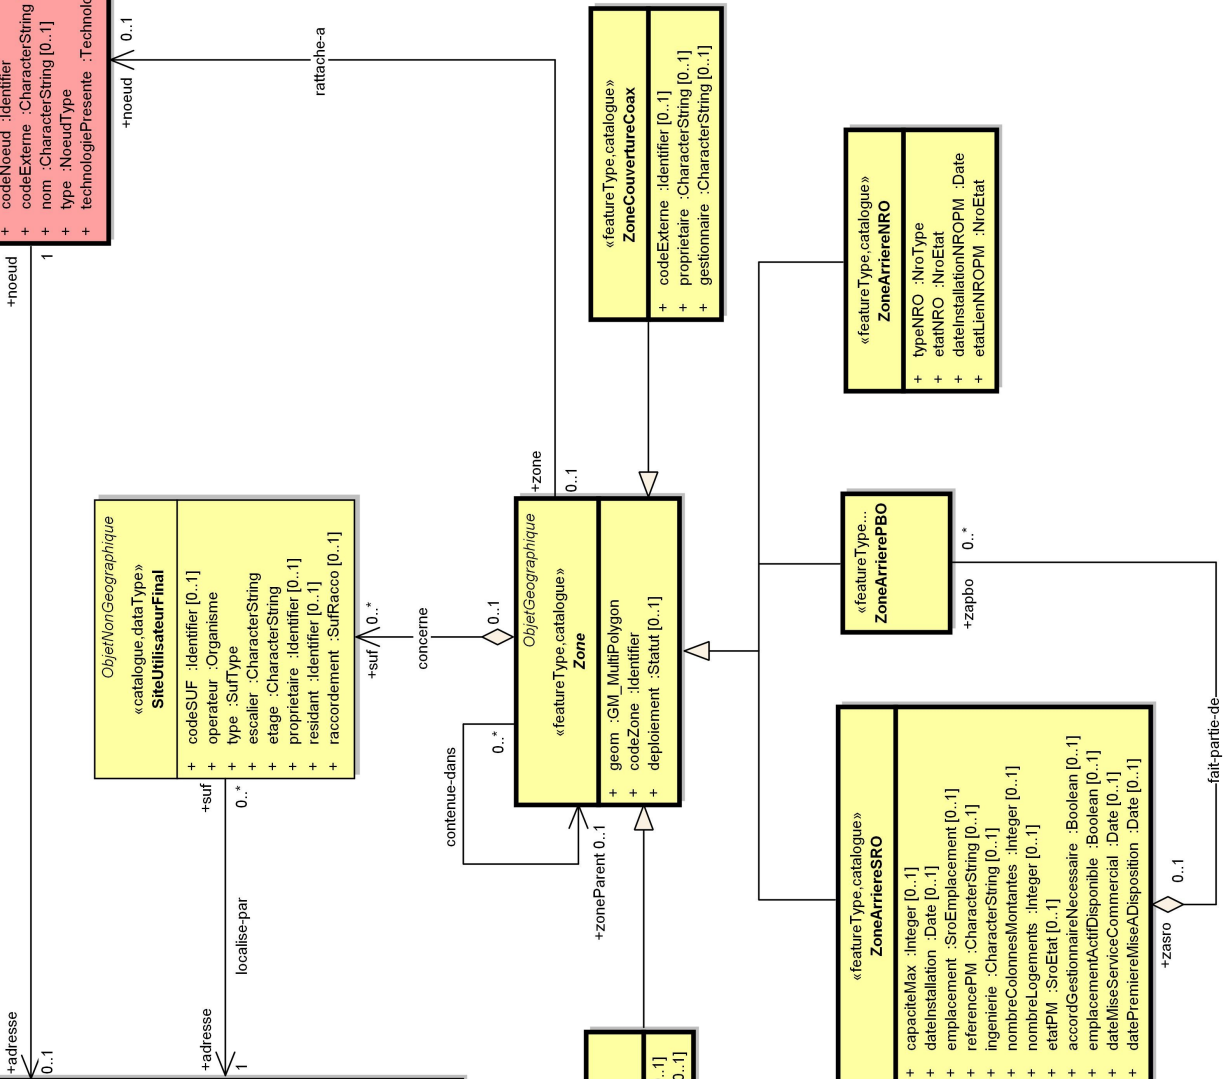 + codeNoeud :Identifier
+ codeExterne :CharacterString
+ nom :CharacterString [0..1]
+ type :NoeudType
+ technologiePresente :Technol
+noeud
0..1
rattache-a
+noeud
1
+adresse
0..1
ObjetNonGeographique
«catalogue,dataType»
SiteUtilisateurFinal
+ codeSUF :Identifier [0..1]
+ operateur :Organisme
+ type :SufType
+ escalier :CharacterString
+ etage :CharacterString
+ proprietaire :Identifier [0..1]
+ residant :Identifier [0..1]
+ raccordement :SufRacco [0..1]
+suf
0..*
localise-par
+adresse
1
+suf
0..*
concerne
0..1
contenue-dans
0..*
+zoneParent 0..1
+zone
0..1
ObjetGeographique
«featureType,catalogue»
Zone
+ geom :GM_MultiPolygon
+ codeZone :Identifier
+ deploiement :Statut [0..1]
«featureType,catalogue»
ZoneCouvertureCoax
+ codeExterne :Identifier [0..1]
+ proprietaire :CharacterString [0..1]
+ gestionnaire :CharacterString [0..1]
..1]
0..1]
«featureType,catalogue»
ZoneArriereNRO
+ typeNRO :NroType
+ etatNRO :NroEtat
+ dateInstallationNROPM :Date
+ etatLienNROPM :NroEtat
«featureType...
ZoneArrierePBO
+zapbo
0..*
fait-partie-de
+zasro
0..1
«featureType,catalogue»
ZoneArriereSRO
+ capaciteMax :Integer [0..1]
+ dateInstallation :Date [0..1]
+ emplacement :SroEmplacement [0..1]
+ referencePM :CharacterString [0..1]
+ ingenierie :CharacterString [0..1]
+ nombreColonnesMontantes :Integer [0..1]
+ nombreLogements :Integer [0..1]
+ etatPM :SroEtat [0..1]
+ accordGestionnaireNecessaire :Boolean [0..1]
+ emplacementActifDisponible :Boolean [0..1]
+ dateMiseServiceCommercial :Date [0..1]
+ datePremiereMiseADisposition :Date [0..1]